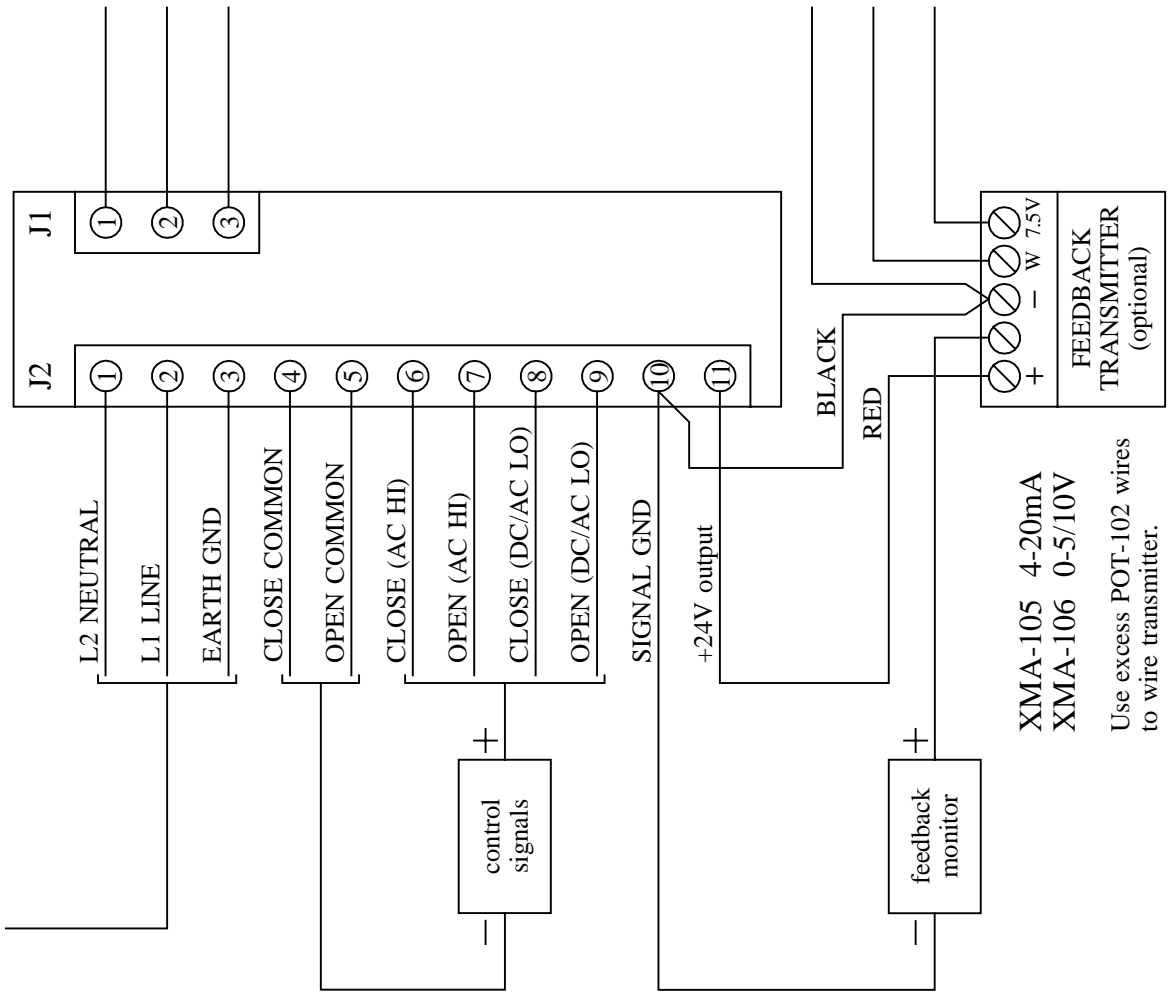 J1
1
2
3
J2
1
2
3
4
5
6
7
8
9
10
11
L2 NEUTRAL
L1 LINE
EARTH GND
CLOSE COMMON
OPEN COMMON
CLOSE (AC HI)
OPEN (AC HI)
CLOSE (DC/AC LO)
OPEN (DC/AC LO)
SIGNAL GND
+24V output
BLACK
RED
− control +
signals
− feedback +
monitor
+ − W 7.5V
FEEDBACK
TRANSMITTER
(optional)
XMA-105 4-20mA
XMA-106 0-5/10V
Use excess POT-102 wires
to wire transmitter.